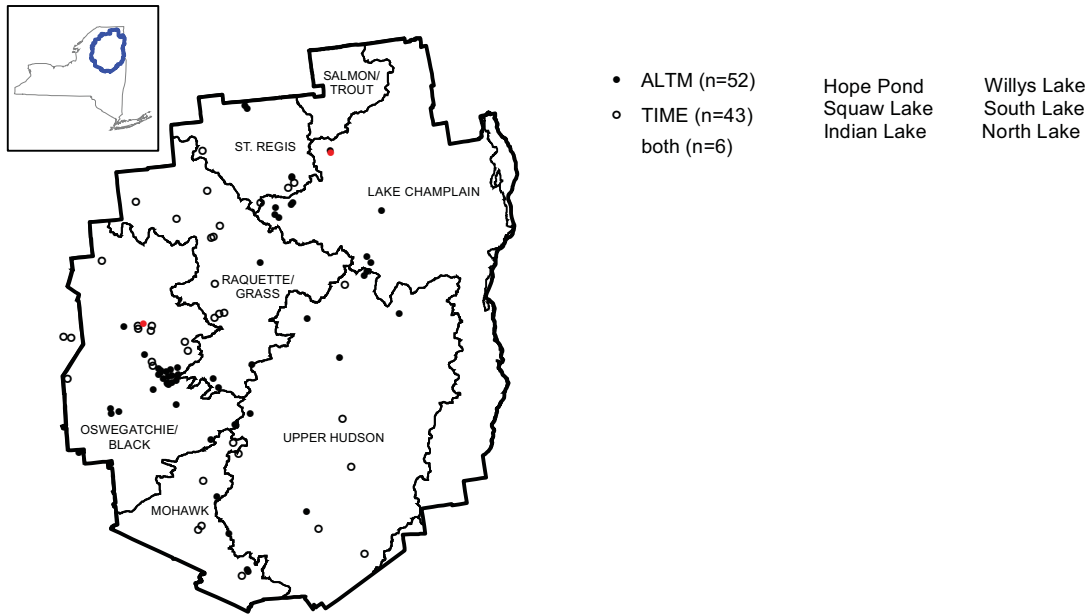 SALMON/
TROUT
ST. REGIS
LAKE CHAMPLAIN
RAQUETTE/
GRASS
OSWEGATCHIE/
BLACK
UPPER HUDSON
MOHAWK
ALTM (n=52)
TIME (n=43)
both (n=6)
Hope Pond
Squaw Lake
Indian Lake
Willys Lake
South Lake
North Lake